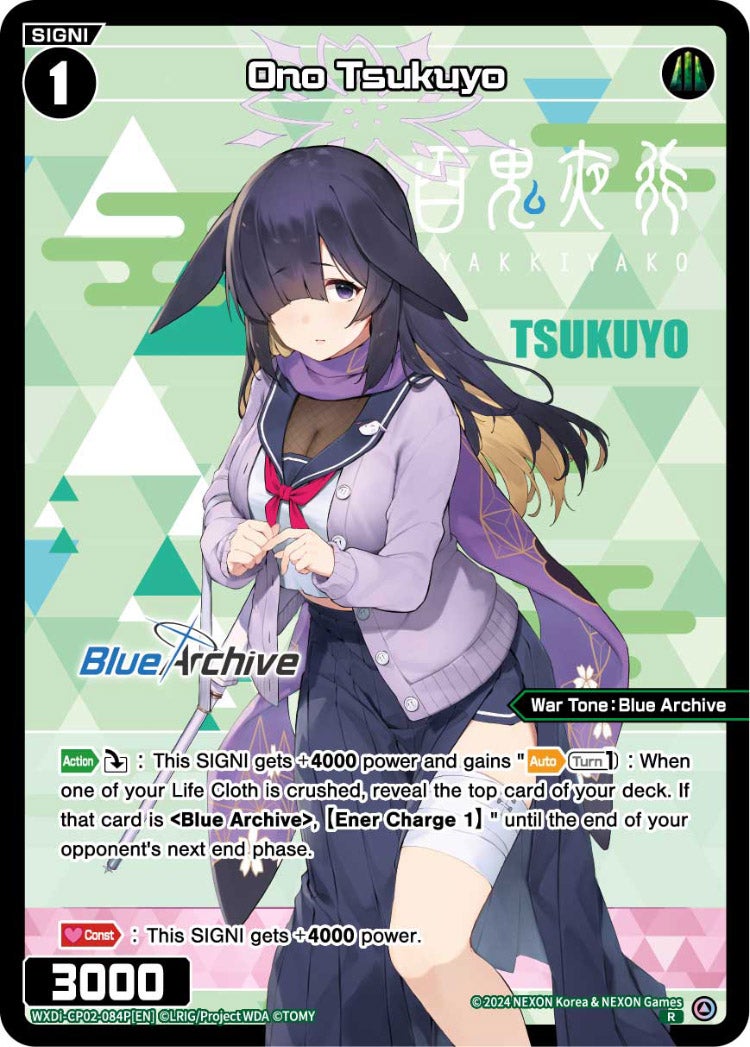 SIGNI
1
Ono Tsukuyo
百鬼夜行
YAKKIYAKO
TSUKUYO
Blue Archive
War Tone:Blue Archive
Action : This SIGNI gets +4000 power and gains "Auto Turn 1 : When
one of your Life Cloth is crushed, reveal the top card of your deck. If
that card is <Blue Archive>, 【Ener Charge 1】 " until the end of your
opponent's next end phase.
Const : This SIGNI gets +4000 power.
3000
WXDi-CP02-084P[EN] ©LRIG/Project WDA ©TOMY
©2024 NEXON Korea & NEXON Games
R